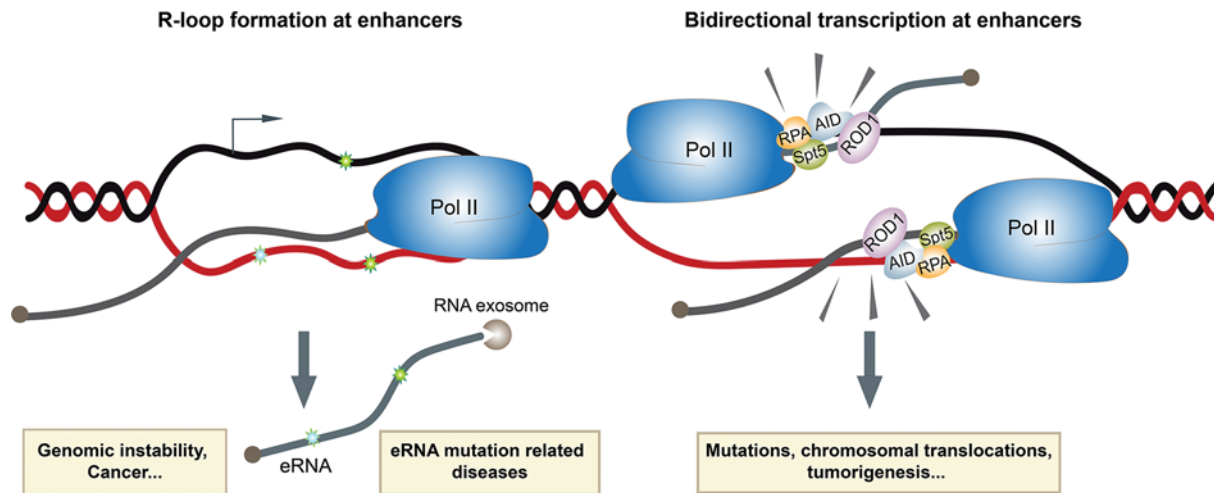 R-loop formation at enhancers
Bidirectional transcription at enhancers
Pol II
Pol II
RPA
AID
Spt5
ROD1
ROD1
Spt5
AID
RPA
Pol II
RNA exosome
eRNA
Genomic instability,
Cancer...
eRNA mutation related
diseases
Mutations, chromosomal translocations,
tumorigenesis...